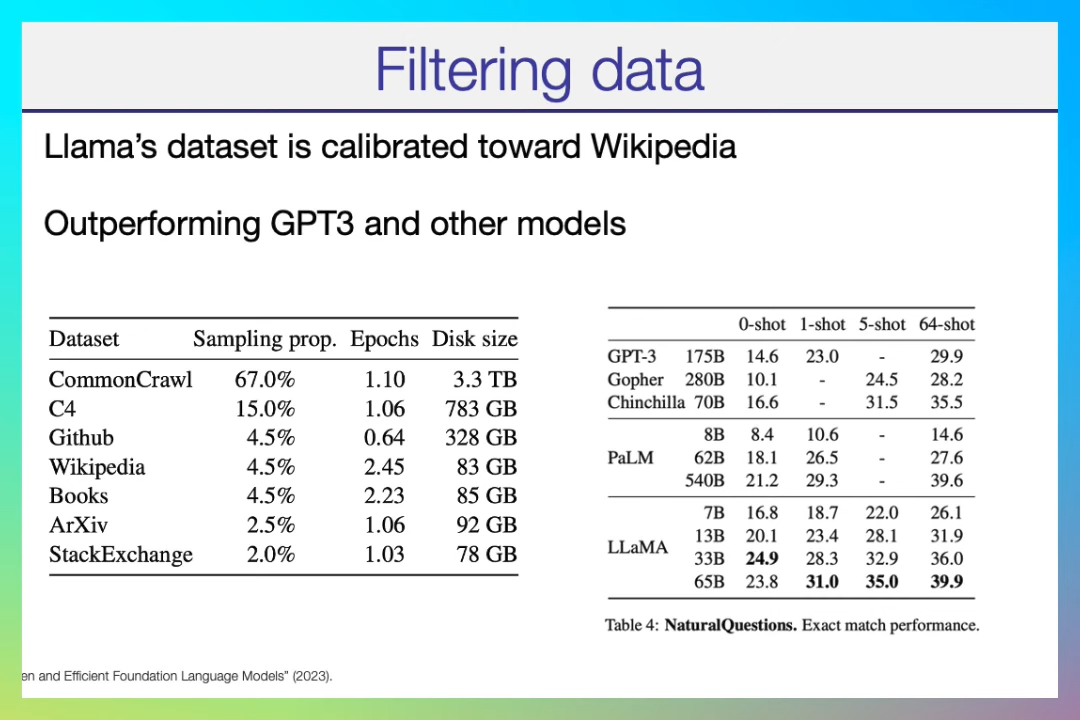 Filtering data
Llama's dataset is calibrated toward Wikipedia
Outperforming GPT3 and other models
Dataset Sampling prop. Epochs Disk size
CommonCrawl 67.0% 1.10 3.3 TB
C4 15.0% 1.06 783 GB
Github 4.5% 0.64 328 GB
Wikipedia 4.5% 2.45 83 GB
Books 4.5% 2.23 85 GB
ArXiv 2.5% 1.06 92 GB
StackExchange 2.0% 1.03 78 GB
0-shot 1-shot 5-shot 64-shot
GPT-3 175B 14.6 23.0 - 29.9
Gopher 280B 10.1 - 24.5 28.2
Chinchilla 70B 16.6 - 31.5 35.5
8B 8.4 10.6 - 14.6
PaLM 62B 18.1 26.5 - 27.6
540B 21.2 29.3 - 39.6
7B 16.8 18.7 22.0 26.1
13B 20.1 23.4 28.1 31.9
LLaMA
33B 24.9 28.3 32.9 36.0
65B 23.8 31.0 35.0 39.9
Table 4: NaturalQuestions. Exact match performance.
en and Efficient Foundation Language Models" (2023).